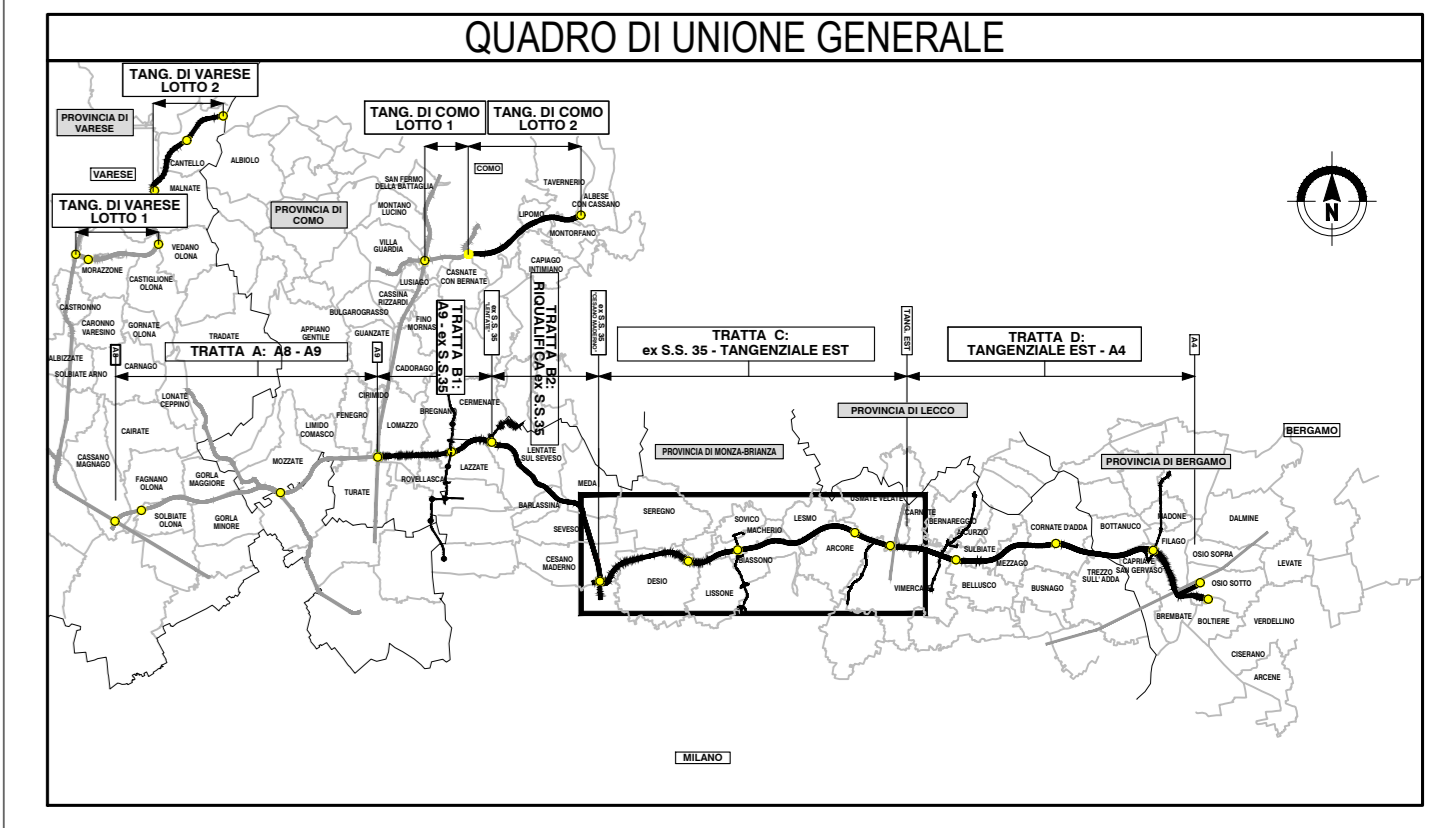 QUADRO DI UNIONE GENERALE
TANG. DI VARESE
LOTTO 2
PROVINCIA DI
VARESE
CANTELLO
ALBIOLO
VARESE
MALNATE
TANG. DI VARESE
LOTTO 1
VEDANO
OLONA
MORAZZONE
CASTIGLIONE
OLONA
TANG. DI COMO
LOTTO 1
TANG. DI COMO
LOTTO 2
COMO
SAN FERMO
DELLA BATTAGLIA
TAVERNERIO
ALBESE
CON CASSANO
MONTANO
LUCINO
LIPOMO
PROVINCIA DI
COMO
MONTORFANO
VILLA
GUARDIA
CAPIAGO
INTIMIANO
LUSIAGO
CASNATE
CON BERNATE
N
CASTRONNO
CARONNO
VARESINO
GORNATE
OLONA
CASSINA
RIZZARDI
BULGAROGRASSO
FINO
MORNAS
TRADATE
APPIANO
GENTILE
GUANZATE
ALBIZZATE
SOLBIATE ARNO
CARNAGO
A8
TRATTA A: A8 - A9
A9
CADORAGO
TRATTA B1:
A9 - ex S.S.35
ex S.S. 35
"LENTATE"
TRATTA B2:
RIQUALIFICA ex S.S.35
ex S.S. 35
"CESANO MADERNO"
TRATTA C:
ex S.S. 35 - TANGENZIALE EST
TANG. EST
TRATTA D:
TANGENZIALE EST - A4
A4
LONATE
CEPPINO
CIRIMIDO
FENEGRO
BREGNANO
CERMENATE
PROVINCIA DI LECCO
CAIRATE
LIMIDO
COMASCO
LOMAZZO
BERGAMO
CASSANO
MAGNAGO
MOZZATE
LAZZATE
LENTATE
SUL SEVESO
PROVINCIA DI MONZA-BRIANZA
PROVINCIA DI BERGAMO
FAGNANO
OLONA
GORLA
MAGGIORE
ROVELLASCA
TURATE
MEDA
SOLBIATE
OLONA
GORLA
MINORE
BARLASSINA
SEVESO
CESANO
MADERNO
SEREGNO
SOVICO
MACHERIO
LESMO
USMATE VELATE
CARNATE
BERNAREGGIO
CORNATE D'ADDA
BOTTANUCO
MADONE
DALMINE
DESIO
LISSONE
BIASSONO
ARCORE
VIMERCA
SULBIATE
MEZZAGO
BELLUSCO
BUSNAGO
TREZZO
SULL' ADDA
FILAGO
CAPRIATE
SAN GERVASO
OSIO SOPRA
LEVATE
OSIO SOTTO
BREMBATE
BOLTIERE
VERDELLINO
CISERANO
ARCENE
MILANO